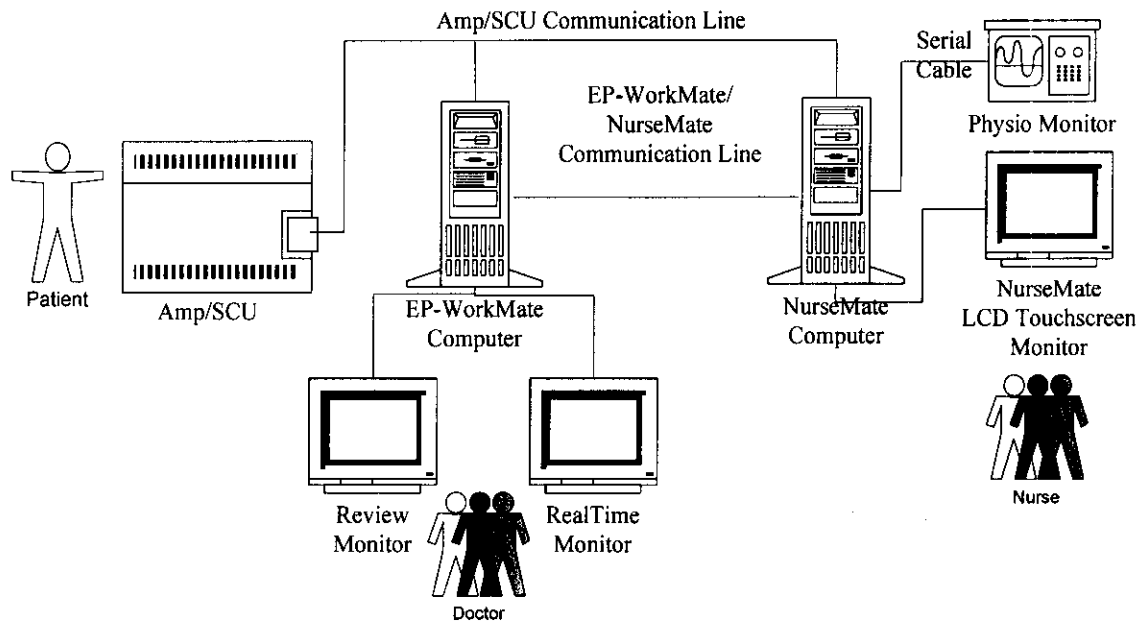 Amp/SCU Communication Line
Serial
Cable
EP-WorkMate/
NurseMate
Communication Line
Physio Monitor
Patient
Amp/SCU
EP-WorkMate
Computer
NurseMate
Computer
NurseMate
LCD Touchscreen
Monitor
Review
Monitor
RealTime
Monitor
Doctor
Nurse